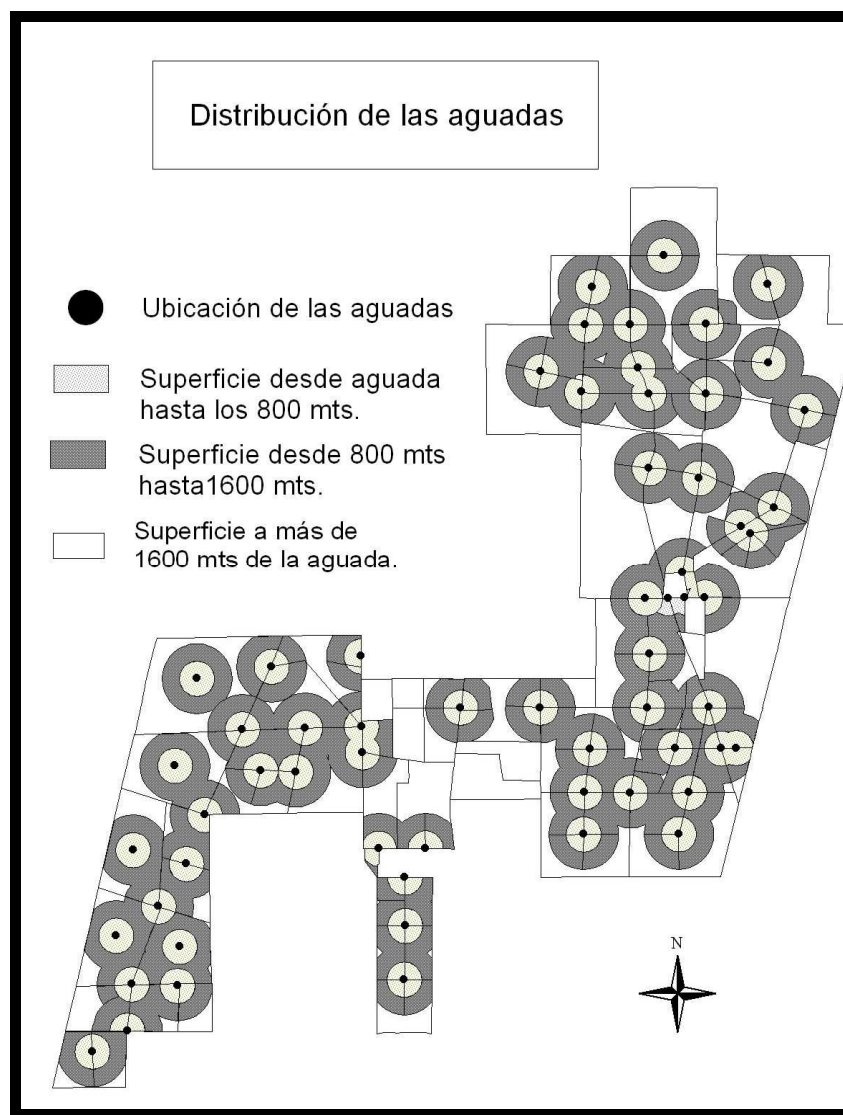 Distribución de las aguadas
Ubicación de las aguadas
Superficie desde aguada
hasta los 800 mts.
Superficie desde 800 mts
hasta1600 mts.
Superficie a más de
1600 mts de la aguada.
N